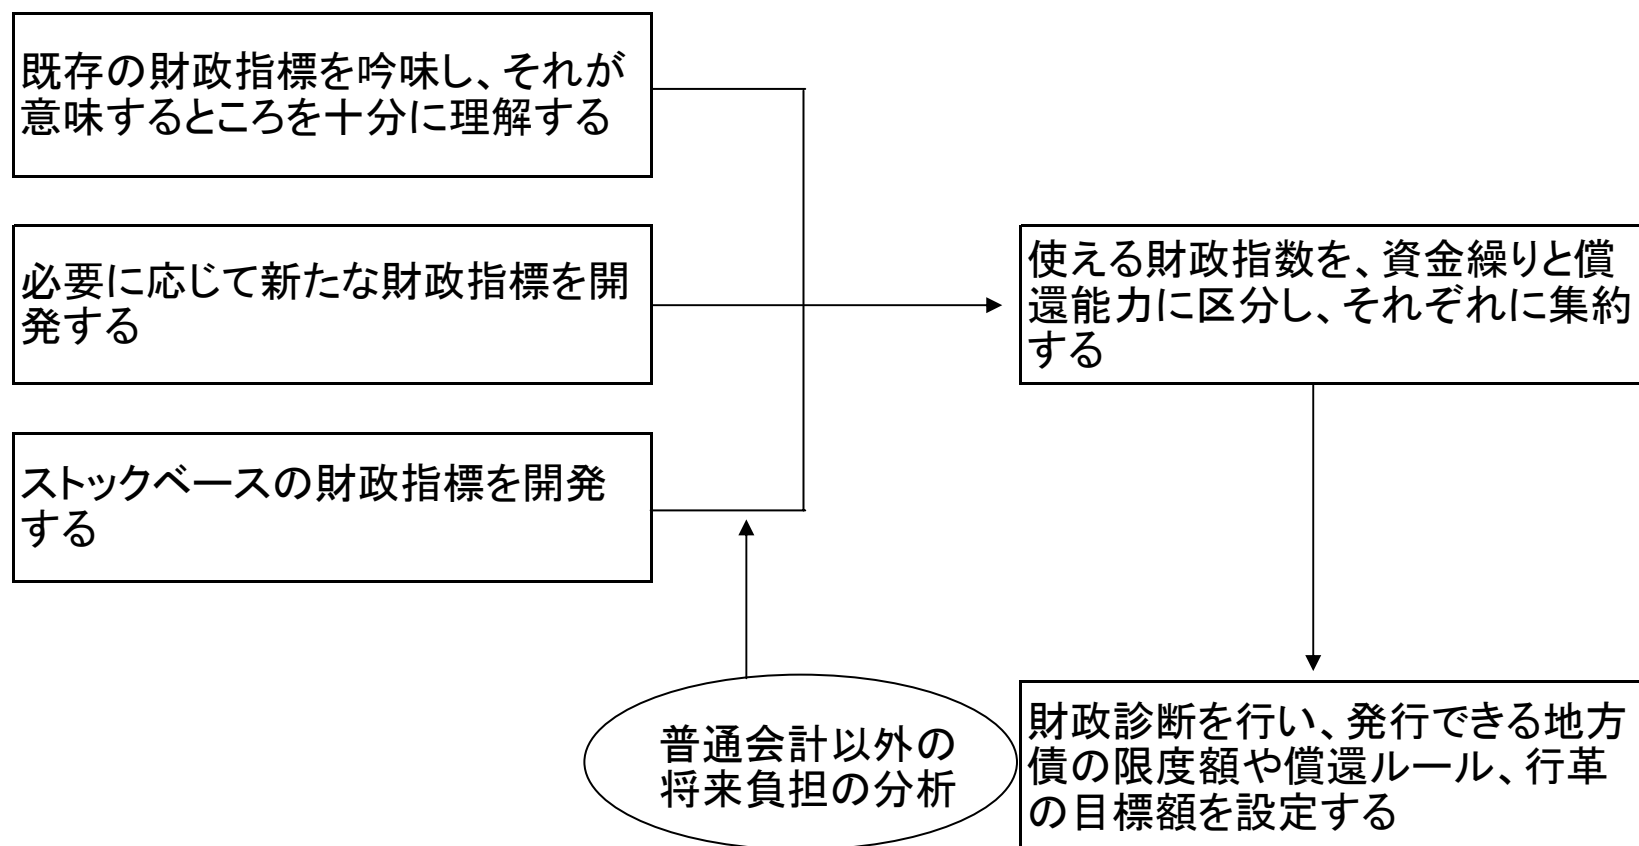 既存の財政指標を吟味し、それが
意味するところを十分に理解する
必要に応じて新たな財政指標を開
発する
ストックベースの財政指標を開発
する
使える財政指数を、資金繰りと償
還能力に区分し、それぞれに集約
する
普通会計以外の
将来負担の分析
財政診断を行い、発行できる地方
債の限度額や償還ルール、行革
の目標額を設定する